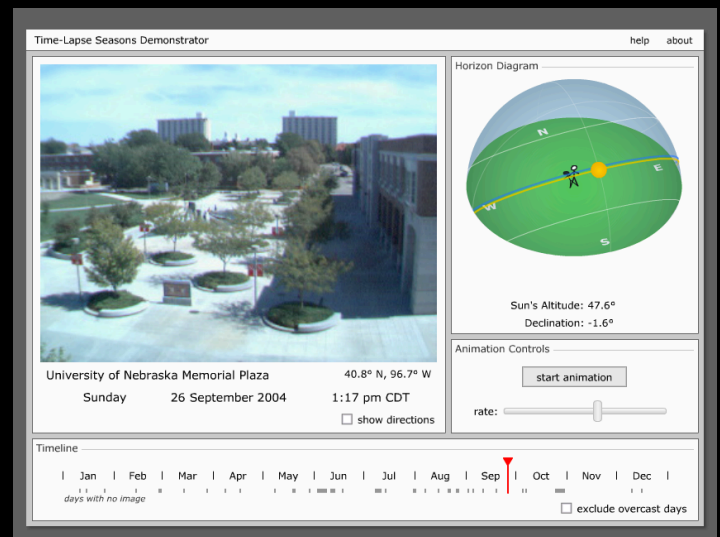 Time-Lapse Seasons Demonstrator
help about
Horizon Diagram
N
E
W
S
Sun's Altitude: 47.6°
Declination: -1.6°
University of Nebraska Memorial Plaza
40.8° N, 96.7° W
Sunday 26 September 2004 1:17 pm CDT
show directions
Animation Controls
start animation
rate:
Timeline
Jan Feb Mar Apr May Jun Jul Aug Sep Oct Nov Dec
days with no image
exclude overcast days